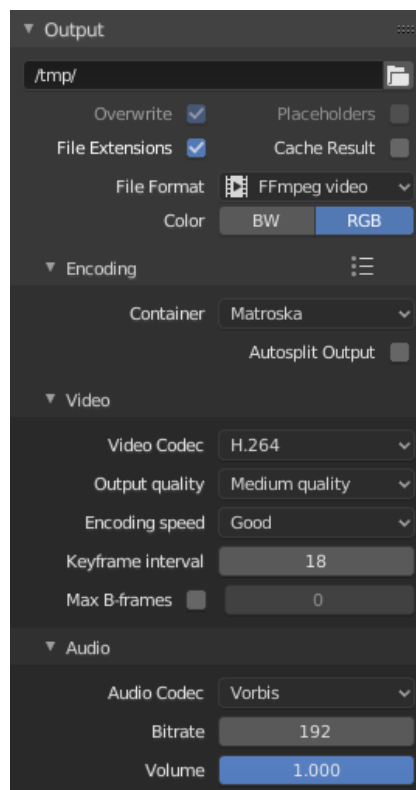 Output
/tmp/
Overwrite Placeholders
File Extensions Cache Result
File Format FFmpeg video
Color BW RGB
Encoding
Container Matroska
Autosplit Output
Video
Video Codec H.264
Output quality Medium quality
Encoding speed Good
Keyframe interval 18
Max B-frames 0
Audio
Audio Codec Vorbis
Bitrate 192
Volume 1.000